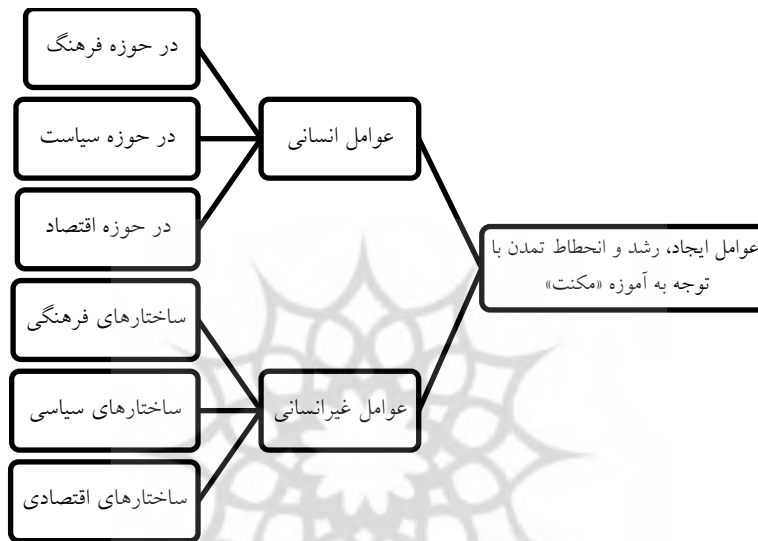 عوامل ایجاد، رشد و انحطاط تمدن با
توجه به آموزه «مکنت»
عوامل انسانی
در حوزه فرهنگ
در حوزه سیاست
در حوزه اقتصاد
عوامل غیرانسانی
ساختارهای فرهنگی
ساختارهای سیاسی
ساختارهای اقتصادی